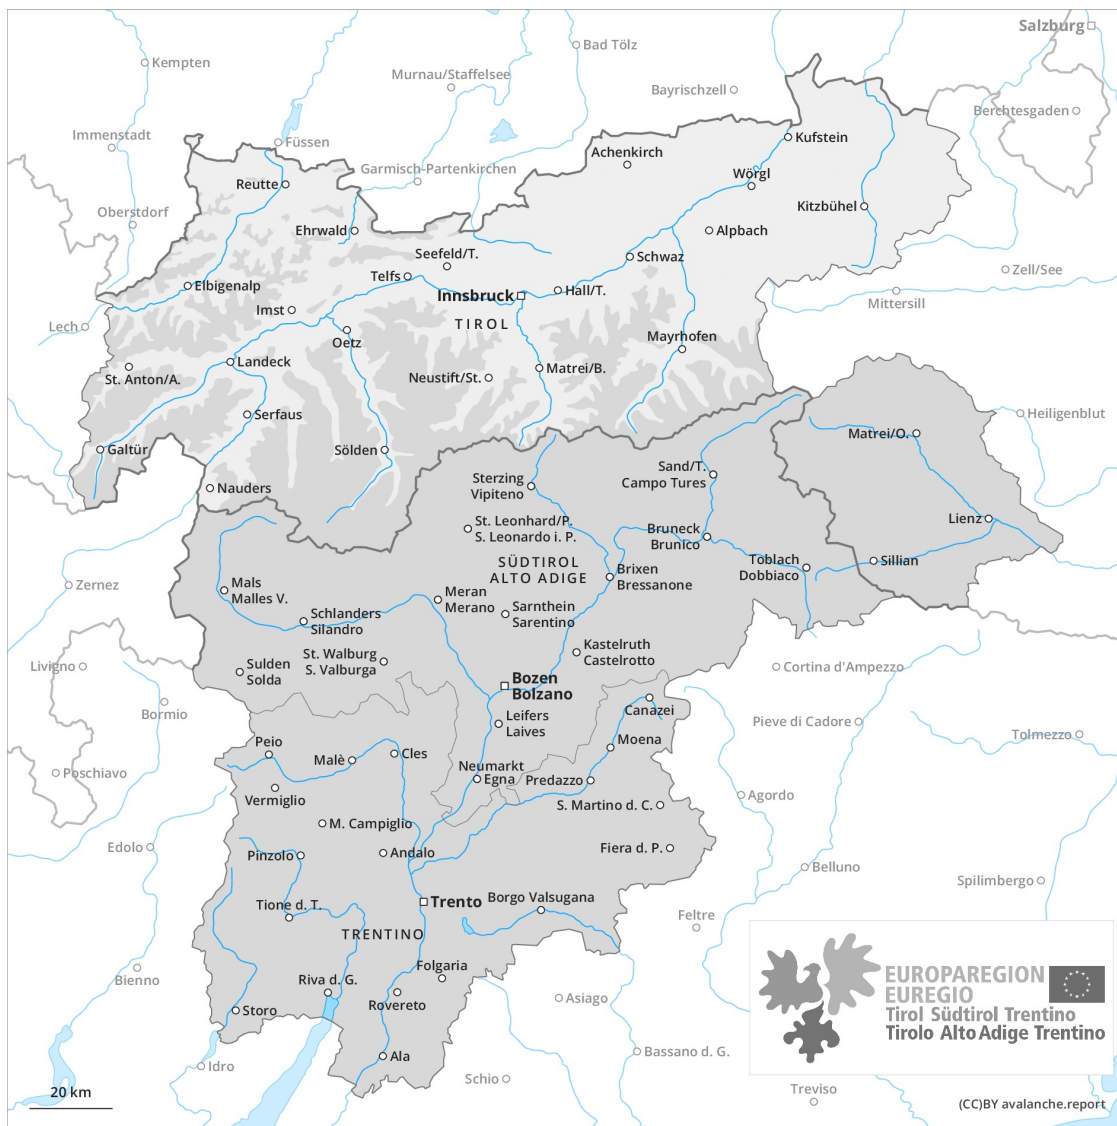 Salzburg
Bad Tölz
Kempten
Murnau/Staffelsee
Bayrischzell
Berchtesgaden
Immenstadt
Füssen
Kufstein
Achenkirch
Garmisch-Partenkirchen
Wörgl
Reutte
Kitzbühel
Oberstdorf
Ehrwald
Alpbach
Seefeld/T.
Schwaz
Telfs
Zell/See
Elbigenalp
Hall/T.
Innsbruck
Mittersill
Imst
TIROL
Lech
Oetz
Mayrhofen
Landeck
Matrei/B.
St. Anton/A.
Neustift/St.
Serfaus
Heiligenblut
Matrei/O.
Galtür
Sölden
Sand/T.
Campo Tures
Sterzing
Vipiteno
Nauders
Lienz
St. Leonhard/P.
S. Leonardo i. P.
Bruneck
Brunico
SÜDTIROL
ALTO ADIGE
Toblach
Dobbiaco
Sillian
Brixen
Bressanone
Zernez
Mals
Malles V.
Meran
Merano
Schlanders
Silandro
Sarnthein
Sarentino
Kastelruth
Castelrotto
St. Walburg
S. Valburga
Livigno
Sulden
Solda
Cortina d'Ampezzo
Bozen
Bolzano
Bormio
Canazei
Leifers
Laives
Pieve di Cadore
Tolmezzo
Moena
Peio
Cles
Malè
Neumarkt
Egna
Poschiavo
Predazzo
Vermiglio
Agordo
S. Martino d. C.
M. Campiglio
Edolo
Fiera d. P.
Pinzolo
Andalo
Belluno
Spilimbergo
Borgo Valsugana
Trento
Tione d. T.
Feltre
TRENTINO
Folgaria
Bienno
EUROPAREGION
EUREGIO
Tirol Südtirol Trentino
Tirolo Alto Adige Trentino
Riva d. G.
Rovereto
Asiago
Storo
Ala
Bassano d. G.
Idro
Schio
Treviso
20 km
(CC)BY avalanche.report